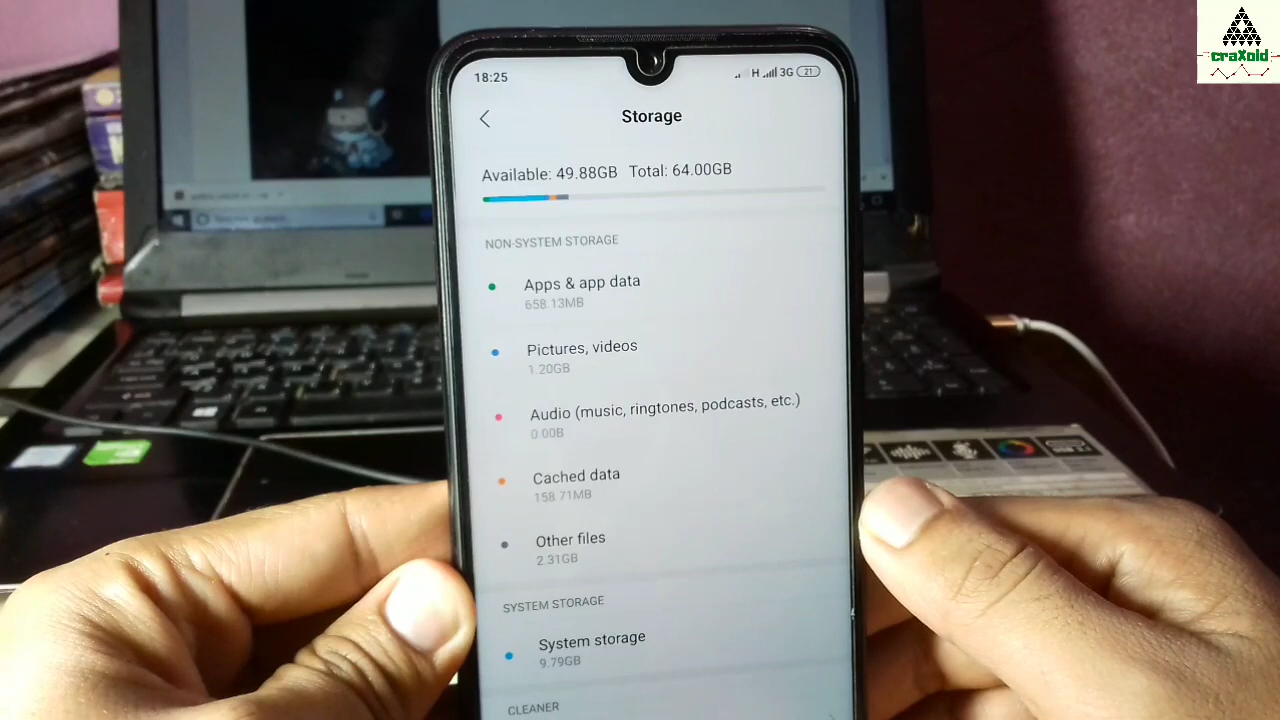 craXoid
18:25
H 3G 21
Storage
Available: 49.88GB Total: 64.00GB
NON-SYSTEM STORAGE
Apps & app data
658.13MB
Pictures, videos
1.20GB
Audio (music, ringtones, podcasts, etc.)
0.00B
Cached data
158.71MB
Other files
2.31GB
SYSTEM STORAGE
System storage
9.79GB
CLEANER